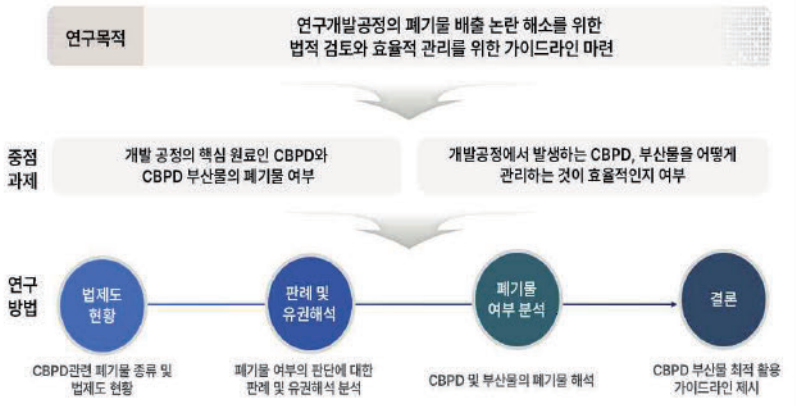 연구목적
연구개발공정의 폐기물 배출 논란 해소를 위한
법적 검토와 효율적 관리를 위한 가이드라인 마련
중점
과제
개발 공정의 핵심 원료인 CBPD와
CBPD 부산물의 폐기물 여부
개발공정에서 발생하는 CBPD, 부산물을 어떻게
관리하는 것이 효율적인지 여부
연구
방법
법제도
현황
판례 및
유권해석
폐기물
여부 분석
결론
CBPD관련 폐기물 종류 및
법제도 현황
폐기물 여부의 판단에 대한
판례 및 유권해석 분석
CBPD 및 부산물의 폐기물 해석
CBPD 부산물 최적 활용
가이드라인 제시